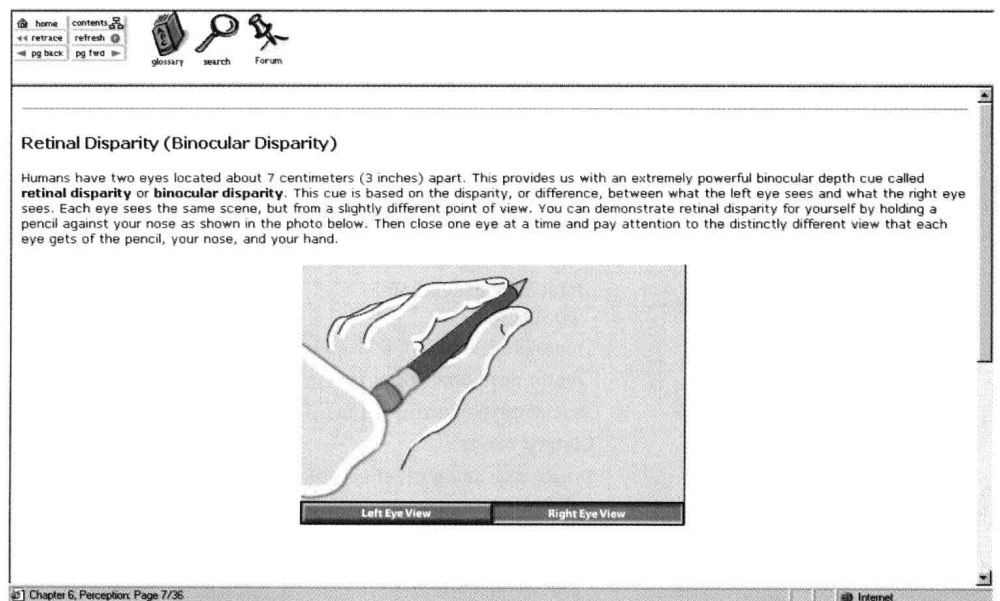 home contents
<< retrace refresh
pg back pg fwd
glossary search Forum
Retinal Disparity (Binocular Disparity)
Humans have two eyes located about 7 centimeters (3 inches) apart. This provides us with an extremely powerful binocular depth cue called
retinal disparity or binocular disparity. This cue is based on the disparity, or difference, between what the left eye sees and what the right eye
sees. Each eye sees the same scene, but from a slightly different point of view. You can demonstrate retinal disparity for yourself by holding a
pencil against your nose as shown in the photo below. Then close one eye at a time and pay attention to the distinctly different view that each
eye gets of the pencil, your nose, and your hand.
Left Eye View Right Eye View
Chapter 6, Perception: Page 7/36 Internet